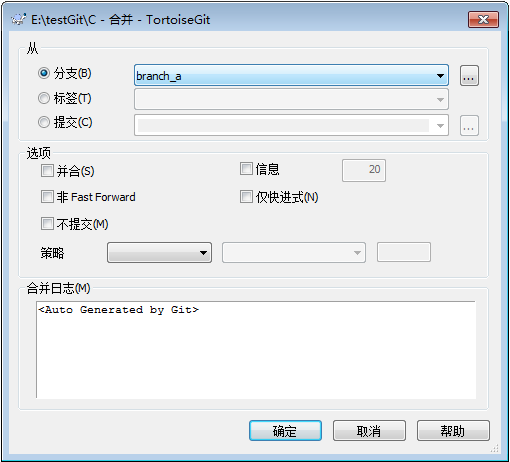 E:\testGit\C - 合并 - TortoiseGit
从
分支(B)
branch_a
...
标签(T)
提交(C)
...
选项
并合(S)
信息
20
非 Fast Forward
仅快进式(N)
不提交(M)
策略
合并日志(M)
<Auto Generated by Git>
确定
取消
帮助